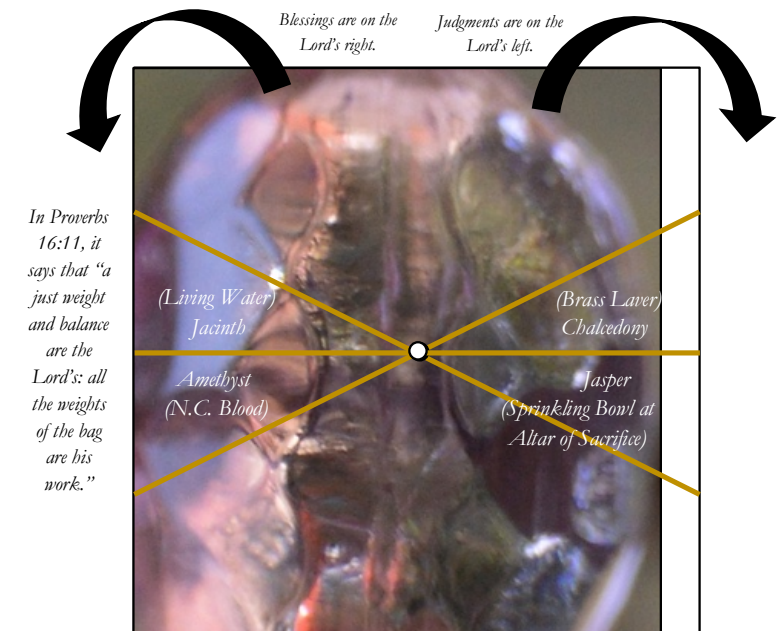 Blessings are on the
Lord's right.
Judgments are on the
Lord's left.
In Proverbs
16:11, it
says that “a
just weight
and balance
are the
Lord's: all
the weights
of the bag
are his
work.”
(Living Water)
Jacinth
(Brass Laver)
Chalcedony
Amethyst
(N.C. Blood)
Jasper
(Sprinkling Bowl at
Altar of Sacrifice)